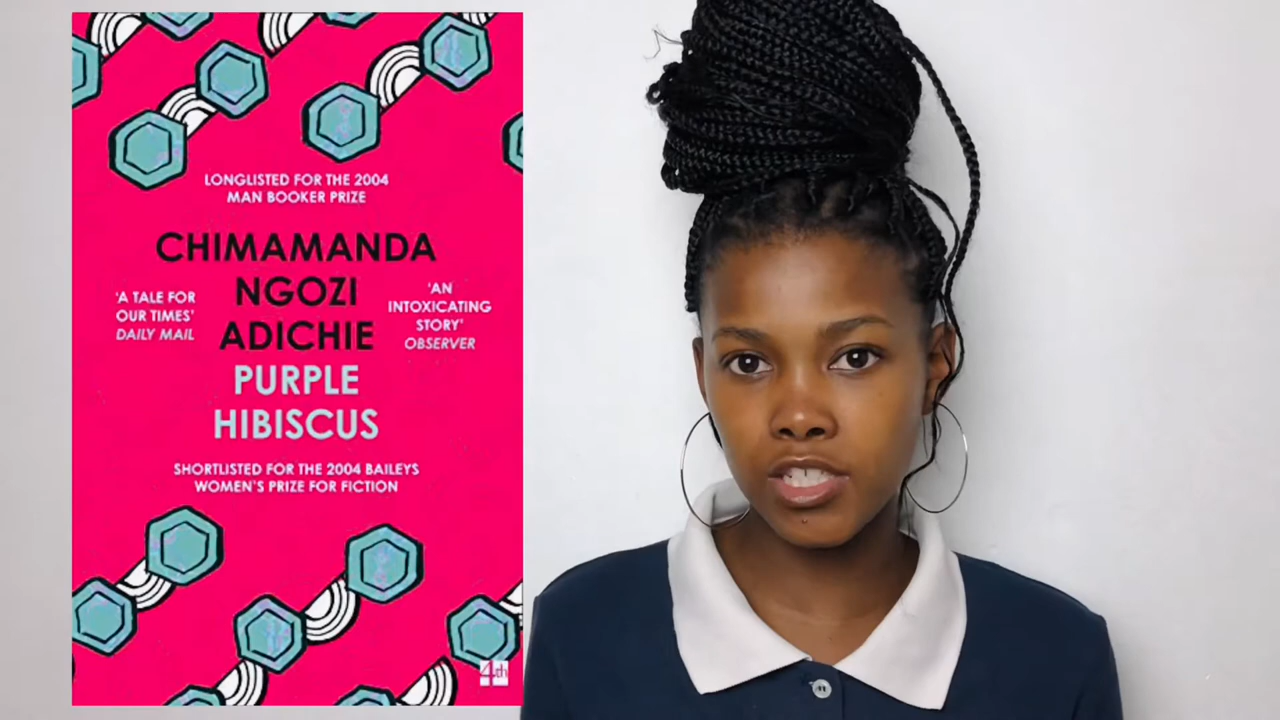 LONGLISTED FOR THE 2004
MAN BOOKER PRIZE
CHIMAMANDA
NGOZI
ADICHIE
PURPLE
HIBISCUS
'A TALE FOR
OUR TIMES'
DAILY MAIL
'AN
INTOXICATING
STORY'
OBSERVER
SHORTLISTED FOR THE 2004 BAILEYS
WOMEN'S PRIZE FOR FICTION
4th